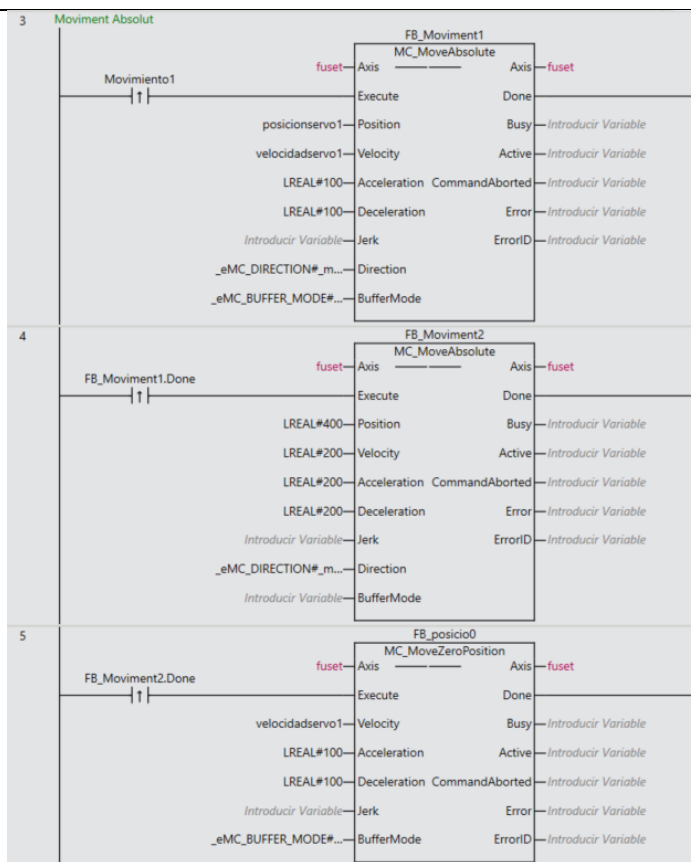 3 Moviment Absolut
FB_Moviment1
MC_MoveAbsolute
fuset Axis Axis fuset
Movimiento1
Execute Done
posicionservo1 Position Busy Introducir Variable
velocidadservo1 Velocity Active Introducir Variable
LREAL#100 Acceleration CommandAborted Introducir Variable
LREAL#100 Deceleration Error Introducir Variable
Introducir Variable Jerk ErrorID Introducir Variable
_eMC_DIRECTION#_m... Direction
_eMC_BUFFER_MODE#... BufferMode
4 FB_Moviment2
MC_MoveAbsolute
fuset Axis Axis fuset
FB_Moviment1.Done
Execute Done
LREAL#400 Position Busy Introducir Variable
LREAL#200 Velocity Active Introducir Variable
LREAL#200 Acceleration CommandAborted Introducir Variable
LREAL#200 Deceleration Error Introducir Variable
Introducir Variable Jerk ErrorID Introducir Variable
_eMC_DIRECTION#_m... Direction
Introducir Variable BufferMode
5 FB_posicio0
MC_MoveZeroPosition
fuset Axis Axis fuset
FB_Moviment2.Done
Execute Done
velocidadservo1 Velocity Busy Introducir Variable
LREAL#100 Acceleration Active Introducir Variable
LREAL#100 Deceleration CommandAborted Introducir Variable
Introducir Variable Jerk Error Introducir Variable
_eMC_BUFFER_MODE#... BufferMode ErrorID Introducir Variable